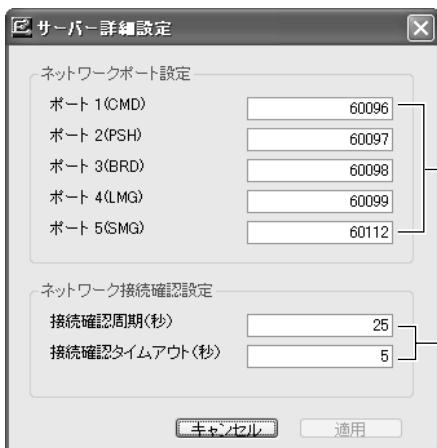 サーバー詳細設定
ネットワークポート設定
ポート 1(CMD) 60096
ポート 2(PSH) 60097
ポート 3(BRD) 60098
ポート 4(LMG) 60099
ポート 5(SMG) 60112
ネットワーク接続確認設定
接続確認周期(秒) 25
接続確認タイムアウト(秒) 5
キャンセル 適用